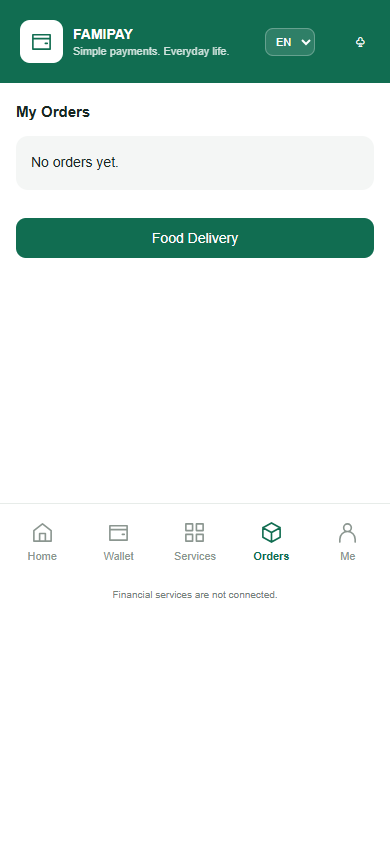 FAMIPAY
Simple payments. Everyday life.
EN
My Orders
No orders yet.
Food Delivery
Home
Wallet
Services
Orders
Me
Financial services are not connected.